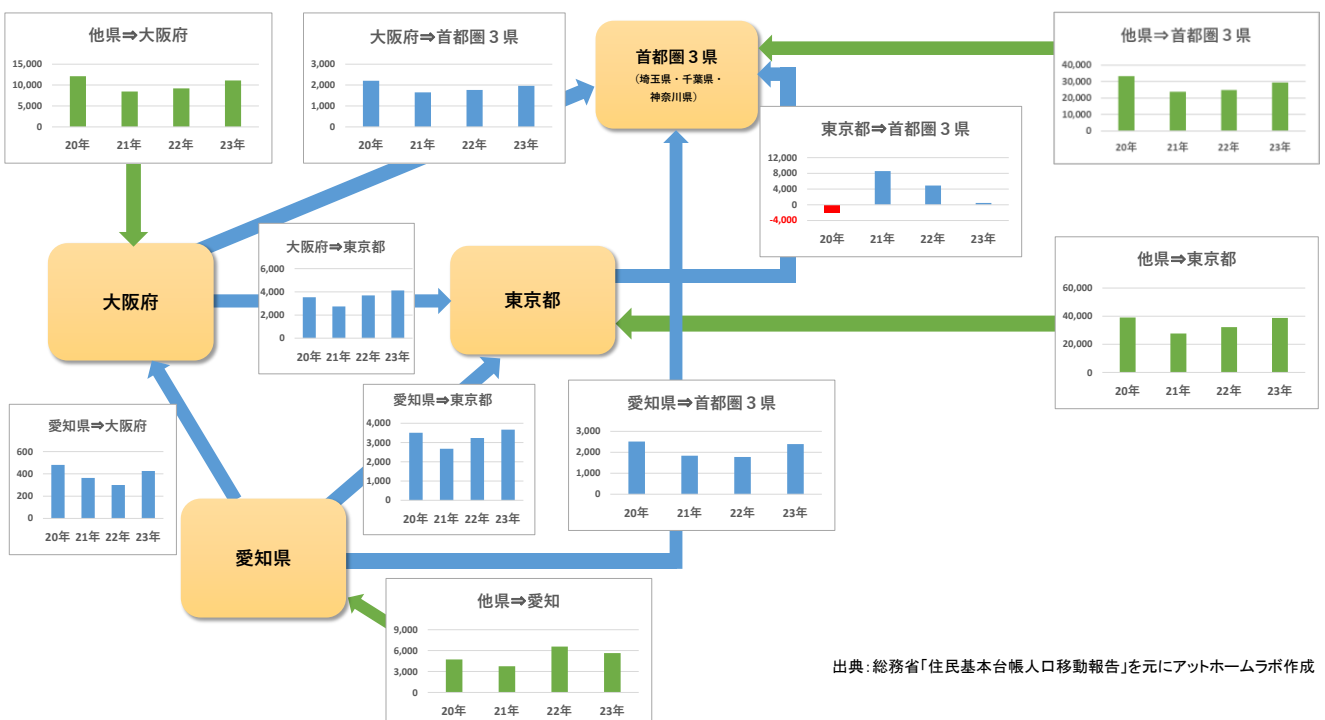 他県⇒大阪府
15,000
10,000
5,000
0
20年 21年 22年 23年
大阪府⇒首都圏３県
3,000
2,000
1,000
0
20年 21年 22年 23年
首都圏３県
（埼玉県・千葉県・
神奈川県）
他県⇒首都圏３県
40,000
30,000
20,000
10,000
0
20年 21年 22年 23年
東京都⇒首都圏３県
12,000
8,000
4,000
0
-4,000
20年 21年 22年 23年
大阪府
大阪府⇒東京都
6,000
4,000
2,000
0
20年 21年 22年 23年
東京都
他県⇒東京都
60,000
40,000
20,000
0
20年 21年 22年 23年
愛知県⇒大阪府
600
400
200
0
20年 21年 22年 23年
愛知県⇒東京都
4,000
3,000
2,000
1,000
0
20年 21年 22年 23年
愛知県⇒首都圏３県
3,000
2,000
1,000
0
20年 21年 22年 23年
愛知県
他県⇒愛知
9,000
6,000
3,000
0
20年 21年 22年 23年
出典：総務省「住民基本台帳人口移動報告」を元にアットホームラボ作成